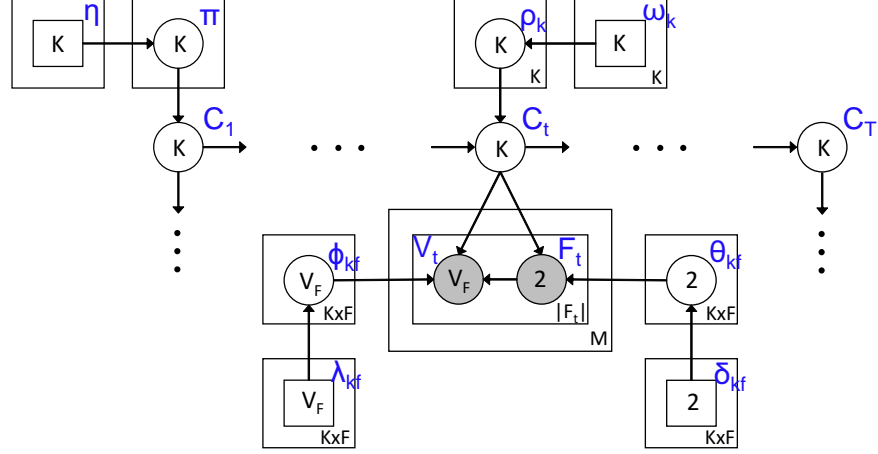 η π ρk ωk
K K K K
K K
C1 Ct CT
K . . . K . . . K
Vt Ft
ϕkf θkf
VF VF 2 2
KxF |Ft| KxF
M
λkf δkf
VF 2
KxF KxF